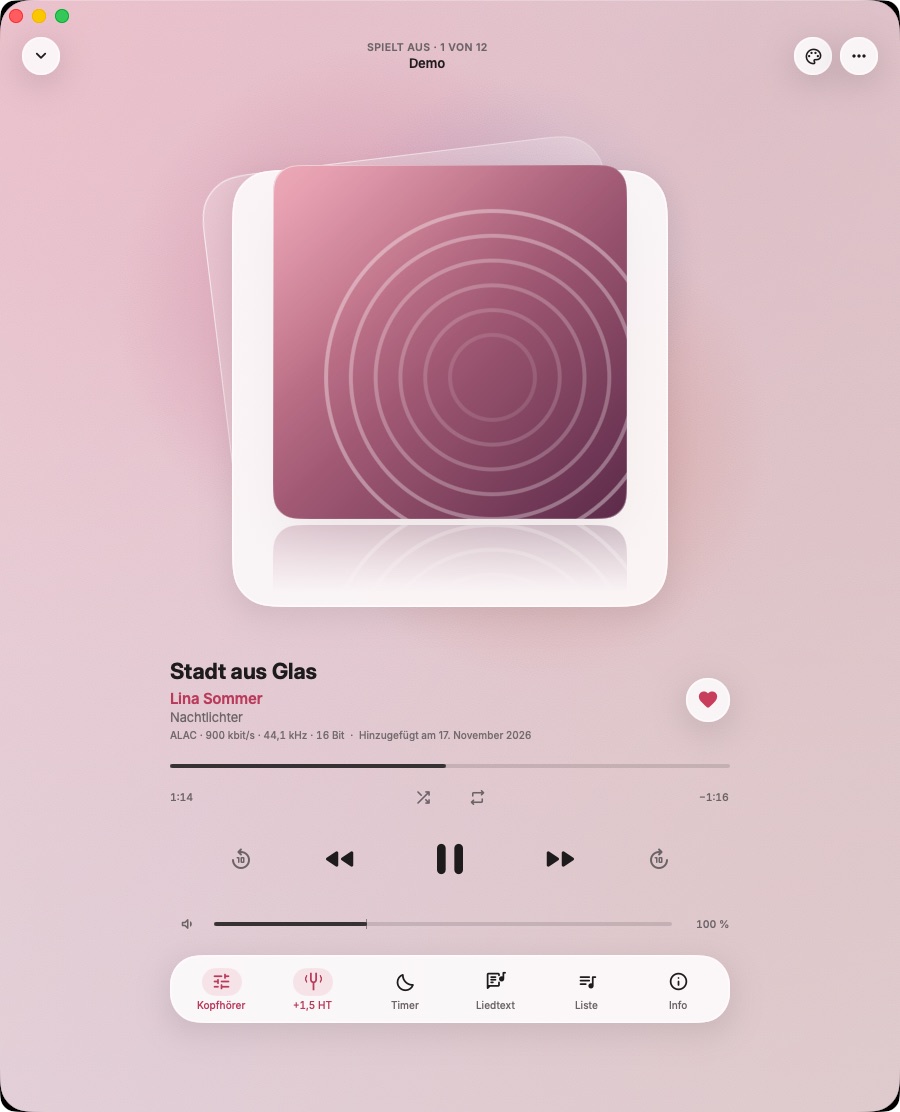 SPIELT AUS · 1 VON 12
Demo
Stadt aus Glas
Lina Sommer
Nachtlichter
ALAC · 900 kbit/s · 44,1 kHz · 16 Bit · Hinzugefügt am 17. November 2026
1:14
−1:16
10
10
100 %
Kopfhörer
+1,5 HT
Timer
Liedtext
Liste
Info